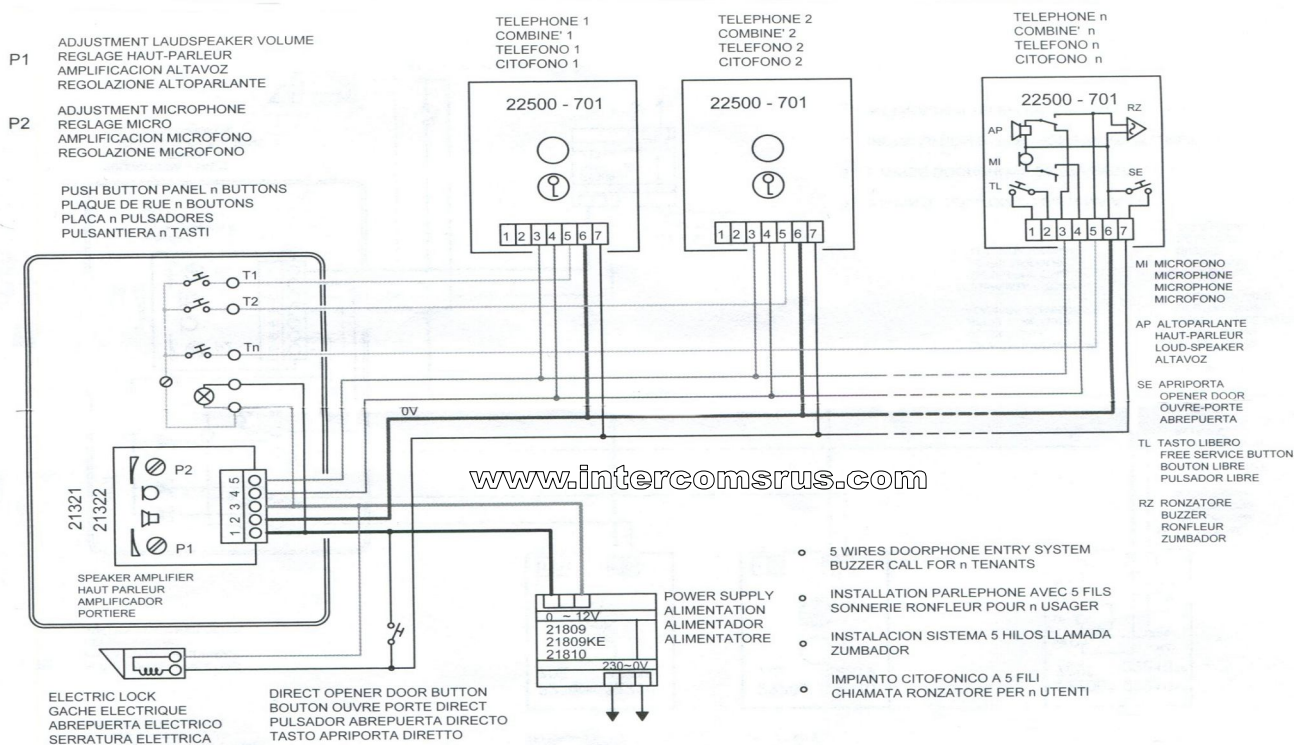 P1
ADJUSTMENT LAUDSPEAKER VOLUME
REGLAGE HAUT-PARLEUR
AMPLIFICACION ALTAVOZ
REGOLAZIONE ALTOPARLANTE
P2
ADJUSTMENT MICROPHONE
REGLAGE MICRO
AMPLIFICACION MICROFONO
REGOLAZIONE MICROFONO
PUSH BUTTON PANEL n BUTTONS
PLAQUE DE RUE n BOUTONS
PLACA n PULSADORES
PULSANTIERA n TASTI
TELEPHONE 1
COMBINE' 1
TELEFONO 1
CITOFONO 1
22500 - 701
1 2 3 4 5 6 7
TELEPHONE 2
COMBINE' 2
TELEFONO 2
CITOFONO 2
22500 - 701
1 2 3 4 5 6 7
TELEPHONE n
COMBINE' n
TELEFONO n
CITOFONO n
22500 - 701
RZ
AP
MI
TL
SE
1 2 3 4 5 6 7
T1
T2
Tn
0V
P2
P1
21321
21322
1 2 3 4 5
SPEAKER AMPLIFIER
HAUT PARLEUR
AMPLIFICADOR
PORTIERE
www.intercomsrus.com
MI MICROFONO
MICROPHONE
MICROPHONE
MICROFONO
AP ALTOPARLANTE
HAUT-PARLEUR
LOUD-SPEAKER
ALTAVOZ
SE APRIPORTA
OPENER DOOR
OUVRE-PORTE
ABREPUERTA
TL TASTO LIBERO
FREE SERVICE BUTTON
BOUTON LIBRE
PULSADOR LIBRE
RZ RONZATORE
BUZZER
RONFLEUR
ZUMBADOR
0 ~ 12V
21809
21809KE
21810
230~0V
POWER SUPPLY
ALIMENTATION
ALIMENTADOR
ALIMENTATORE
5 WIRES DOORPHONE ENTRY SYSTEM
BUZZER CALL FOR n TENANTS
INSTALLATION PARLEPHONE AVEC 5 FILS
SONNERIE RONFLEUR POUR n USAGER
INSTALACION SISTEMA 5 HILOS LLAMADA
ZUMBADOR
IMPIANTO CITOFONICO A 5 FILI
CHIAMATA RONZATORE PER n UTENTI
ELECTRIC LOCK
GACHE ELECTRIQUE
ABREPUERTA ELECTRICO
SERRATURA ELETTRICA
DIRECT OPENER DOOR BUTTON
BOUTON OUVRE PORTE DIRECT
PULSADOR ABREPUERTA DIRECTO
TASTO APRIPORTA DIRETTO